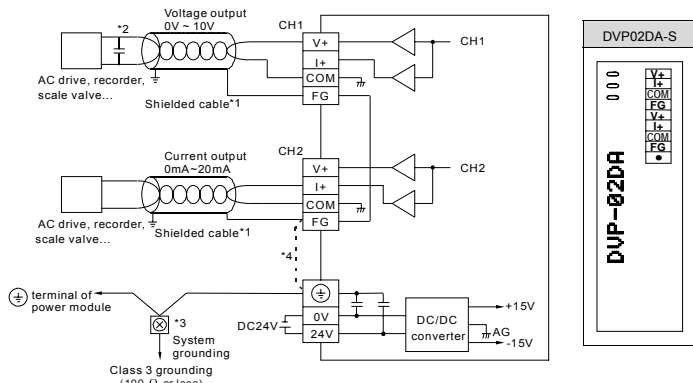 Voltage output
0V ~ 10V
*2
AC drive, recorder,
scale valve...
Shielded cable*1
CH1
V+
I+
COM
FG
CH1
Current output
0mA~20mA
AC drive, recorder,
scale valve...
Shielded cable*1
CH2
V+
I+
COM
FG
CH2
*4
terminal of
power module
*3
System
grounding
Class 3 grounding
(100 Ω or less)
DC24V
0V
24V
DC/DC
converter
+15V
AG
-15V
DVP02DA-S
V+
I+
COM
FG
V+
I+
COM
FG
DVP-02DA